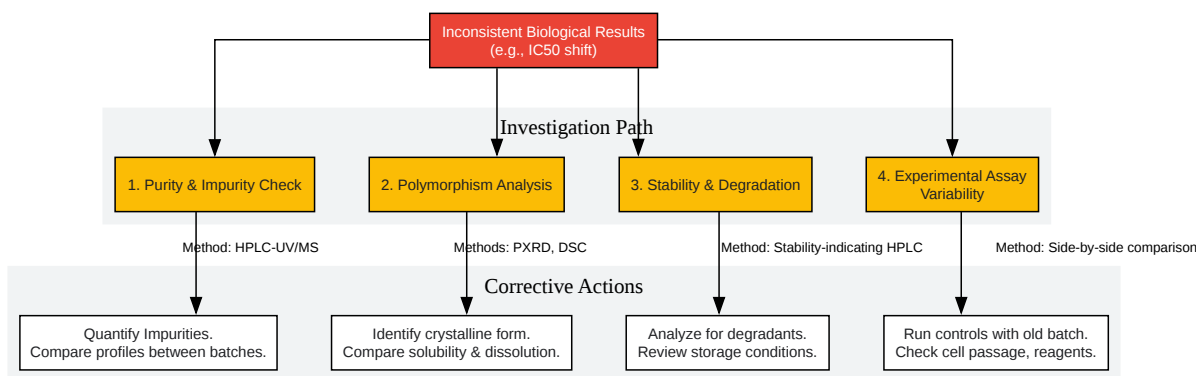 Inconsistent Biological Results
(e.g., IC50 shift)
Investigation Path
1. Purity & Impurity Check
2. Polymorphism Analysis
3. Stability & Degradation
4. Experimental Assay
Variability
Method: HPLC-UV/MS
Methods: PXRD, DSC
Method: Stability-indicating HPLC
Method: Side-by-side comparison
Corrective Actions
Quantify Impurities.
Compare profiles between batches.
Identify crystalline form.
Compare solubility & dissolution.
Analyze for degradants.
Review storage conditions.
Run controls with old batch.
Check cell passage, reagents.